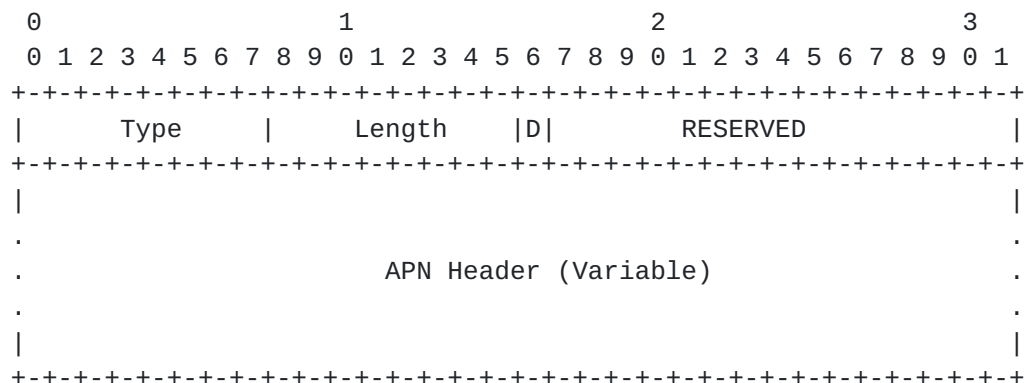 0                   1                   2                   3
 0 1 2 3 4 5 6 7 8 9 0 1 2 3 4 5 6 7 8 9 0 1 2 3 4 5 6 7 8 9 0 1
+-+-+-+-+-+-+-+-+-+-+-+-+-+-+-+-+-+-+-+-+-+-+-+-+-+-+-+-+-+-+-+-+
|      Type     |     Length    |D|        RESERVED             |
+-+-+-+-+-+-+-+-+-+-+-+-+-+-+-+-+-+-+-+-+-+-+-+-+-+-+-+-+-+-+-+-+
|                                                               |
.                                                               .
.                       APN Header (Variable)                   .
.                                                               .
|                                                               |
+-+-+-+-+-+-+-+-+-+-+-+-+-+-+-+-+-+-+-+-+-+-+-+-+-+-+-+-+-+-+-+-+